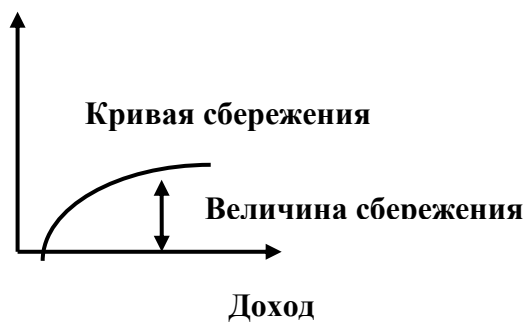 Кривая сбережения
Величина сбережения
Доход